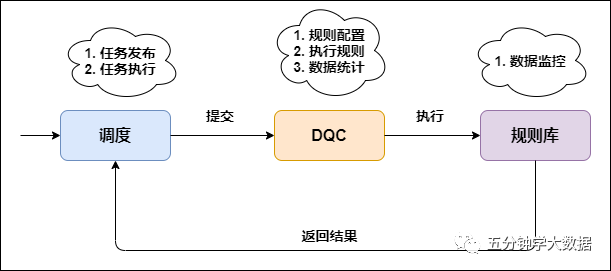 1. 任务发布
2. 任务执行
1. 规则配置
2. 执行规则
3. 数据统计
1. 数据监控
调度
提交
DQC
执行
规则库
返回结果
五分钟学大数据